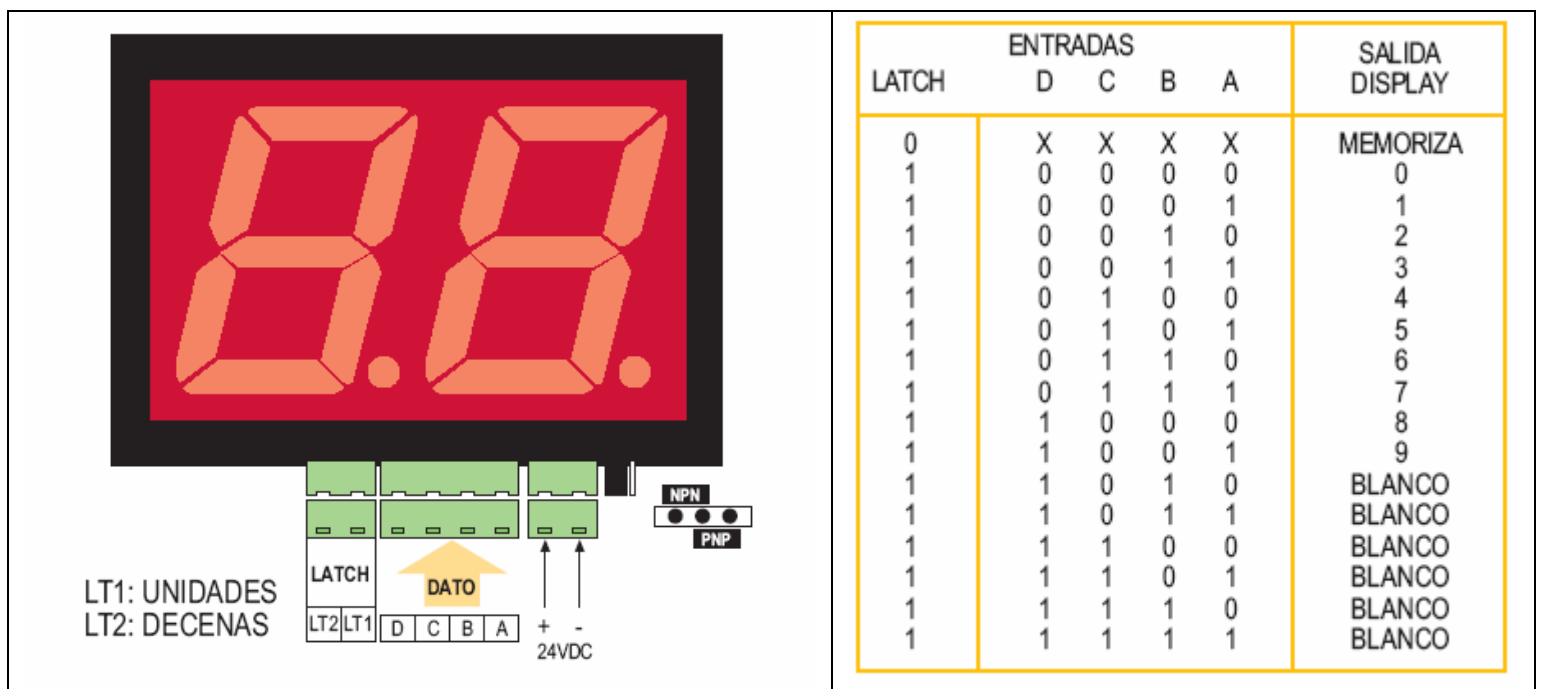 NPN
PNP
LT1: UNIDADES
LT2: DECENAS
LATCH
DATO
LT2 LT1 D C B A + -
24VDC
ENTRADAS SALIDA
LATCH D C B A DISPLAY
0 X X X X MEMORIZA
1 0 0 0 0 0
1 0 0 0 1 1
1 0 0 1 0 2
1 0 0 1 1 3
1 0 1 0 0 4
1 0 1 0 1 5
1 0 1 1 0 6
1 0 1 1 1 7
1 1 0 0 0 8
1 1 0 0 1 9
1 1 0 1 0 BLANCO
1 1 0 1 1 BLANCO
1 1 1 0 0 BLANCO
1 1 1 0 1 BLANCO
1 1 1 1 0 BLANCO
1 1 1 1 1 BLANCO